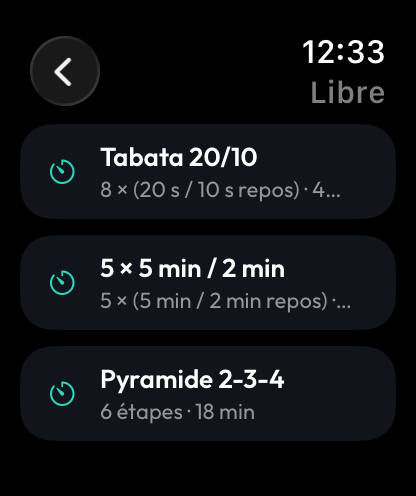 12:33
Libre
Tabata 20/10
8 × (20 s / 10 s repos) · 4...
5 × 5 min / 2 min
5 × (5 min / 2 min repos) ·...
Pyramide 2-3-4
6 étapes · 18 min